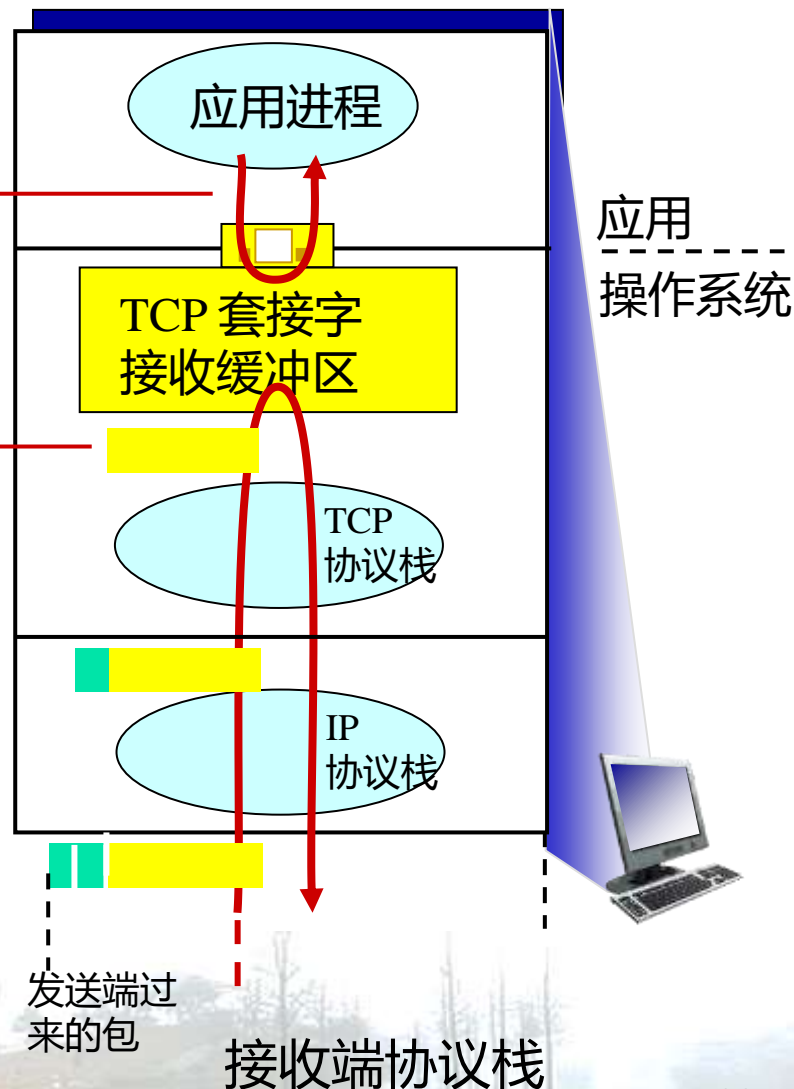 应用进程
应用
操作系统
TCP 套接字
接收缓冲区
TCP
协议栈
IP
协议栈
发送端过
来的包
接收端协议栈